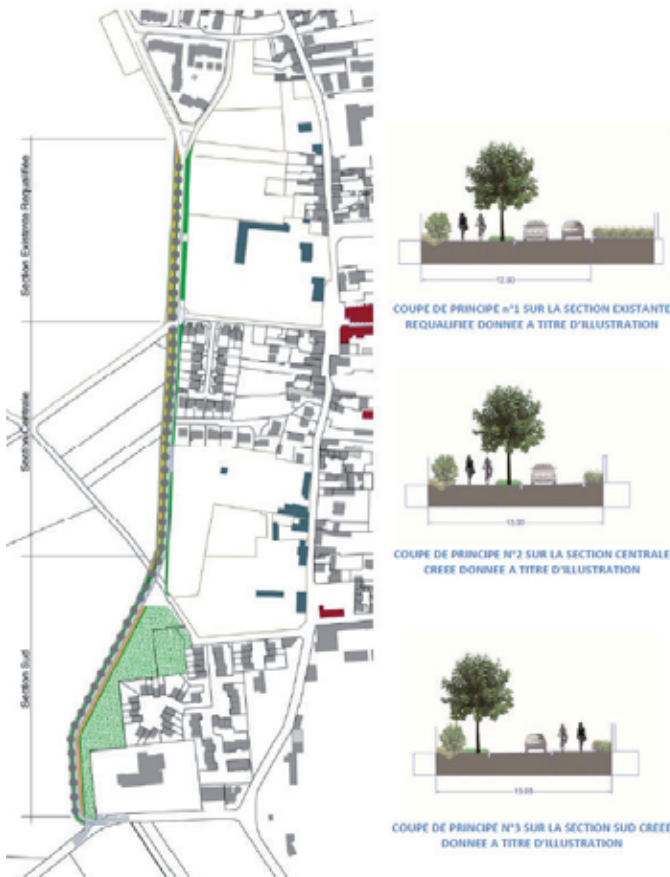 Section Existante Requalifiée
COUPE DE PRINCIPE n°1 SUR LA SECTION EXISTANTE
REQUALIFIEE DONNEE A TITRE D'ILLUSTRATION
Section Centrale
13.00
COUPE DE PRINCIPE N°2 SUR LA SECTION CENTRALE
CREEE DONNEE A TITRE D'ILLUSTRATION
Section Sud
COUPE DE PRINCIPE N°3 SUR LA SECTION SUD CREEE
DONNEE A TITRE D'ILLUSTRATION